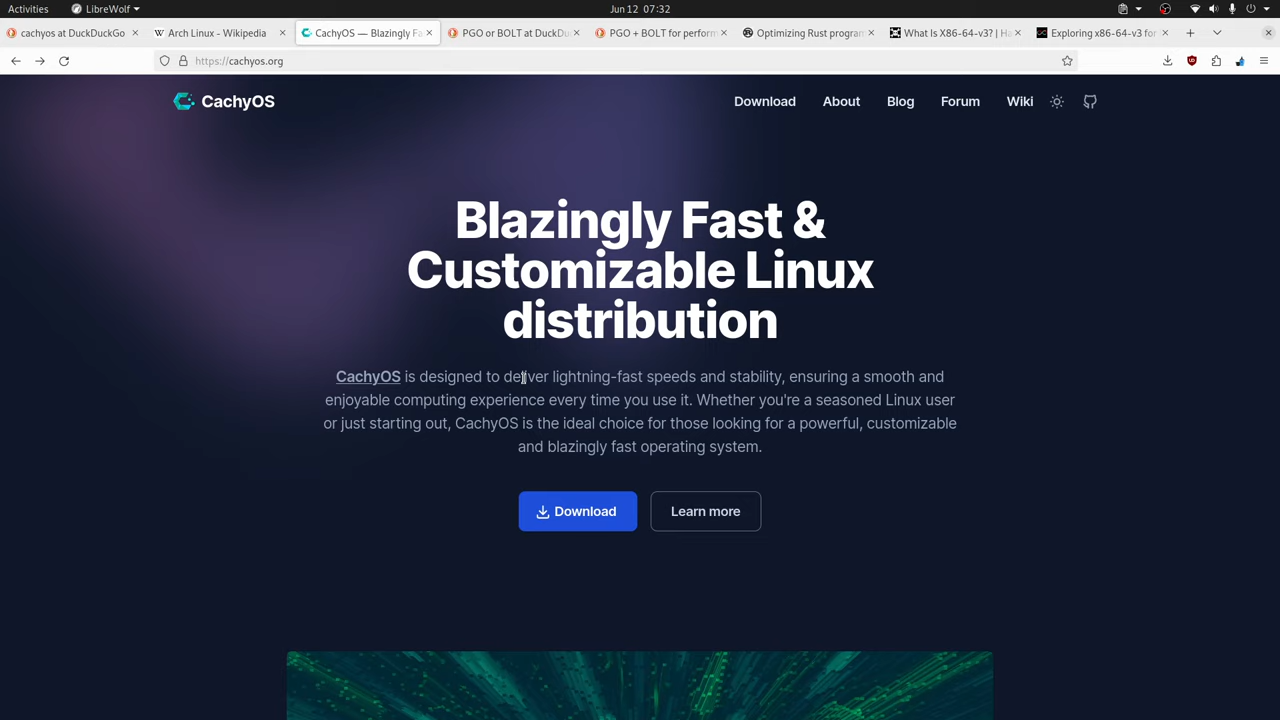 Activities
LibreWolf
Jun 12 07:32
cachyos at DuckDuckGo
Arch Linux - Wikipedia
CachyOS — Blazingly Fa
PGO or BOLT at DuckDu
PGO + BOLT for perform
Optimizing Rust program
What Is X86-64-v3? | Ha
Exploring x86-64-v3 for
https://cachyos.org
CachyOS
Download
About
Blog
Forum
Wiki
Blazingly Fast &
Customizable Linux
distribution
CachyOS is designed to deliver lightning-fast speeds and stability, ensuring a smooth and
enjoyable computing experience every time you use it. Whether you're a seasoned Linux user
or just starting out, CachyOS is the ideal choice for those looking for a powerful, customizable
and blazingly fast operating system.
Download
Learn more